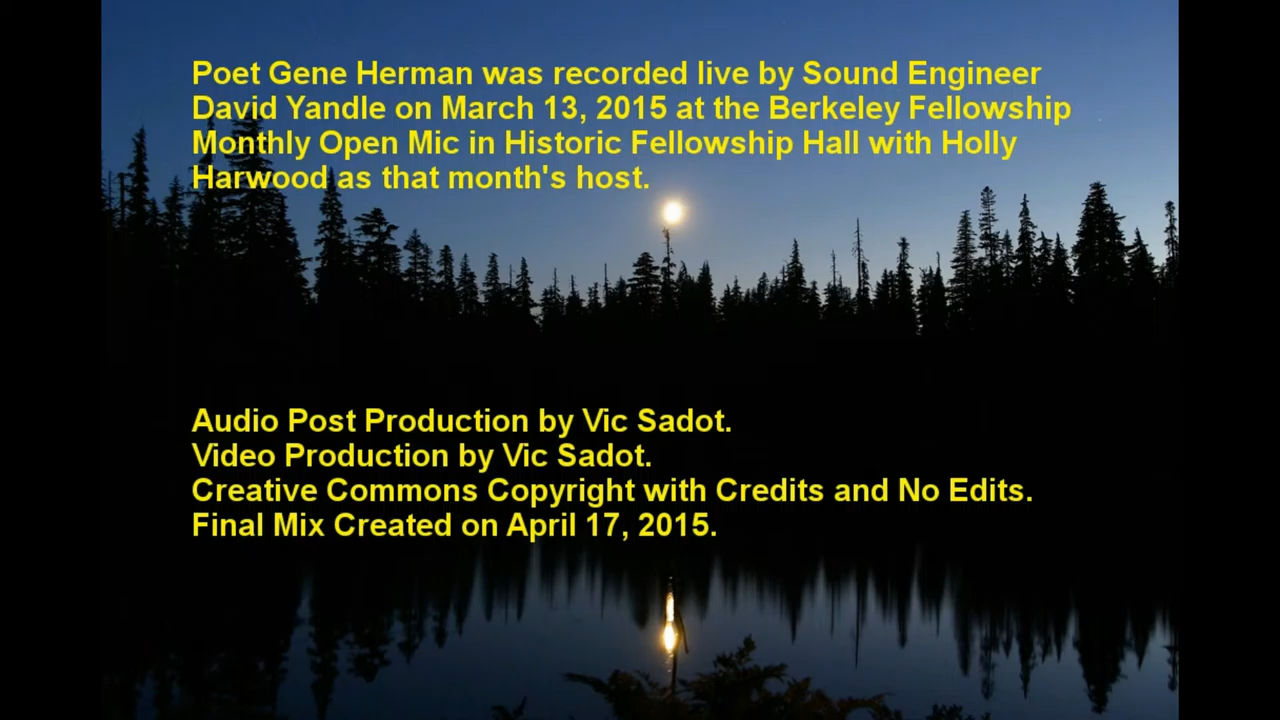 Poet Gene Herman was recorded live by Sound Engineer
David Yandle on March 13, 2015 at the Berkeley Fellowship
Monthly Open Mic in Historic Fellowship Hall with Holly
Harwood as that month's host.
Audio Post Production by Vic Sadot.
Video Production by Vic Sadot.
Creative Commons Copyright with Credits and No Edits.
Final Mix Created on April 17, 2015.